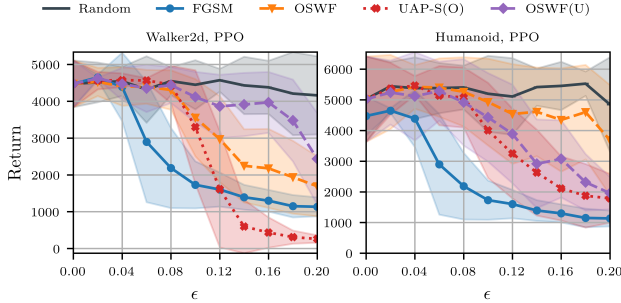 Random FGSM OSWF UAP-S(O) OSWF(U)
Walker2d, PPO
Humanoid, PPO
Return
5000
4000
3000
2000
1000
0
0.00 0.04 0.08 0.12 0.16 0.20
ϵ
6000
5000
4000
3000
2000
1000
0
0.00 0.04 0.08 0.12 0.16 0.20
ϵ